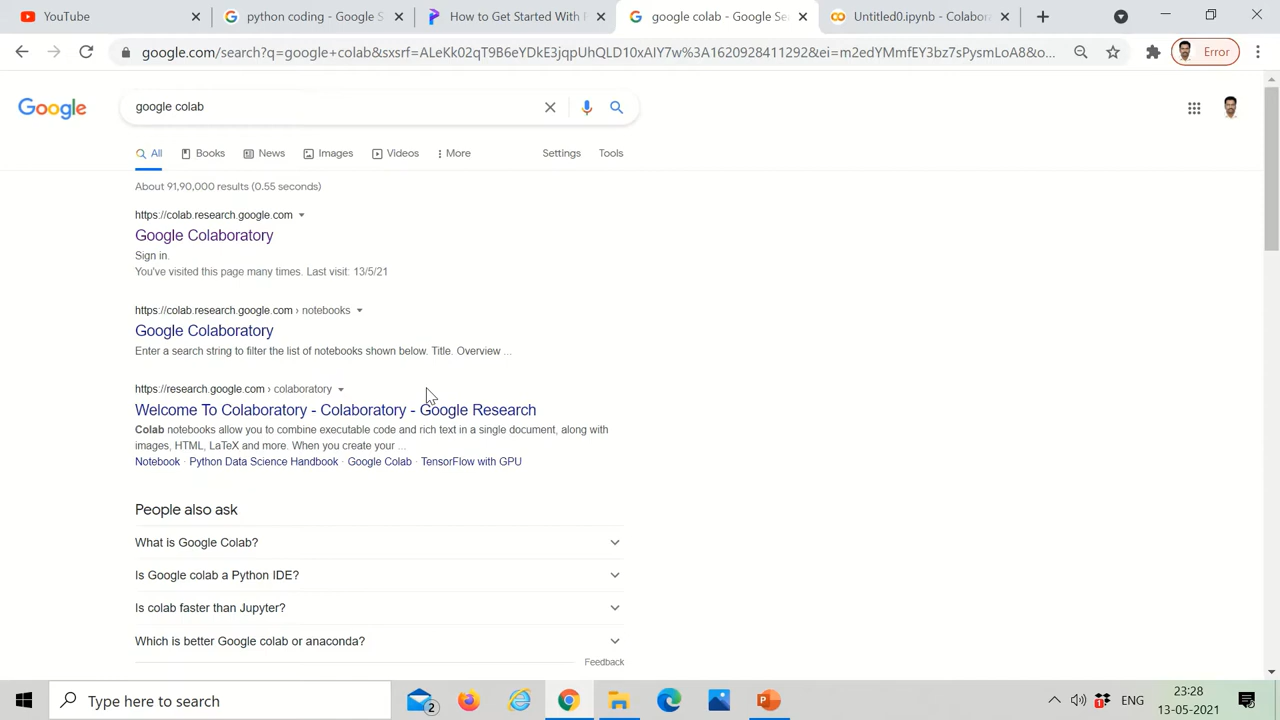 YouTube
python coding - Google S
How to Get Started With
google colab - Google Se
Untitled0.ipynb - Colabor
google.com/search?q=google+colab&sxsrf=ALeKk02qT9B6eYDkE3jqpUhQLD10xAIY7w%3A1620928411292&ei=m2edYMmfEY3bz7sPysmLoA8&o...
Error
Google
google colab
All
Books
News
Images
Videos
More
Settings
Tools
About 91,90,000 results (0.55 seconds)
https://colab.research.google.com
Google Colaboratory
Sign in.
You've visited this page many times. Last visit: 13/5/21
https://colab.research.google.com › notebooks
Google Colaboratory
Enter a search string to filter the list of notebooks shown below. Title. Overview ...
https://research.google.com › colaboratory
Welcome To Colaboratory - Colaboratory - Google Research
Colab notebooks allow you to combine executable code and rich text in a single document, along with
images, HTML, LaTeX and more. When you create your ...
Notebook · Python Data Science Handbook · Google Colab · TensorFlow with GPU
People also ask
What is Google Colab?
Is Google colab a Python IDE?
Is colab faster than Jupyter?
Which is better Google colab or anaconda?
Feedback
Type here to search
2
1
ENG
23:28
13-05-2021